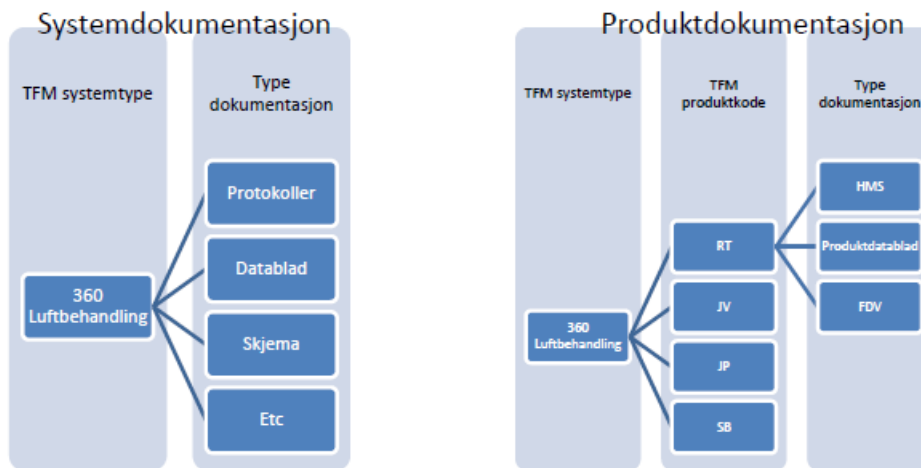 Systemdokumentasjon
TFM systemtype
Type
dokumentasjon
360
Luftbehandling
Protokoller
Datablad
Skjema
Etc
Produktdokumentasjon
TFM systemtype
TFM
produktkode
Type
dokumentasjon
360
Luftbehandling
RT
JV
JP
SB
HMS
Produktdatablad
FDV